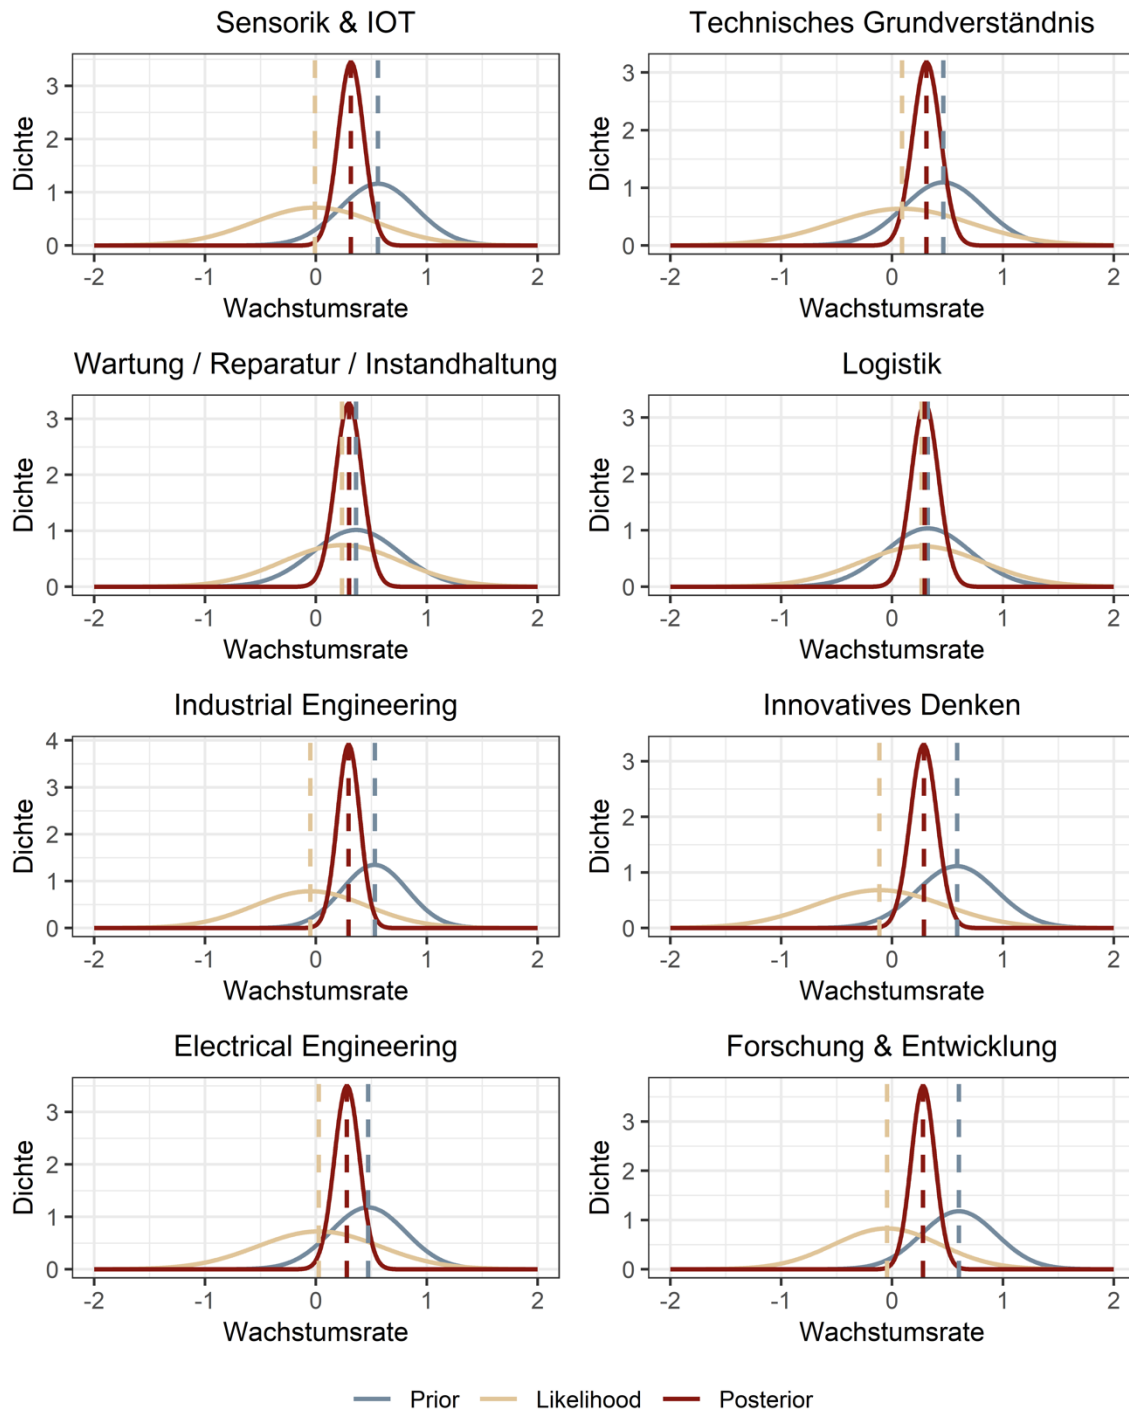 Sensorik & IOT
Dichte
3
2
1
0
-2 -1 0 1 2
Wachstumsrate
Technisches Grundverständnis
Dichte
3
2
1
0
-2 -1 0 1 2
Wachstumsrate
Wartung / Reparatur / Instandhaltung
Dichte
3
2
1
0
-2 -1 0 1 2
Wachstumsrate
Logistik
Dichte
3
2
1
0
-2 -1 0 1 2
Wachstumsrate
Industrial Engineering
Dichte
4
3
2
1
0
-2 -1 0 1 2
Wachstumsrate
Innovatives Denken
Dichte
3
2
1
0
-2 -1 0 1 2
Wachstumsrate
Electrical Engineering
Dichte
3
2
1
0
-2 -1 0 1 2
Wachstumsrate
Forschung & Entwicklung
Dichte
3
2
1
0
-2 -1 0 1 2
Wachstumsrate
Prior Likelihood Posterior